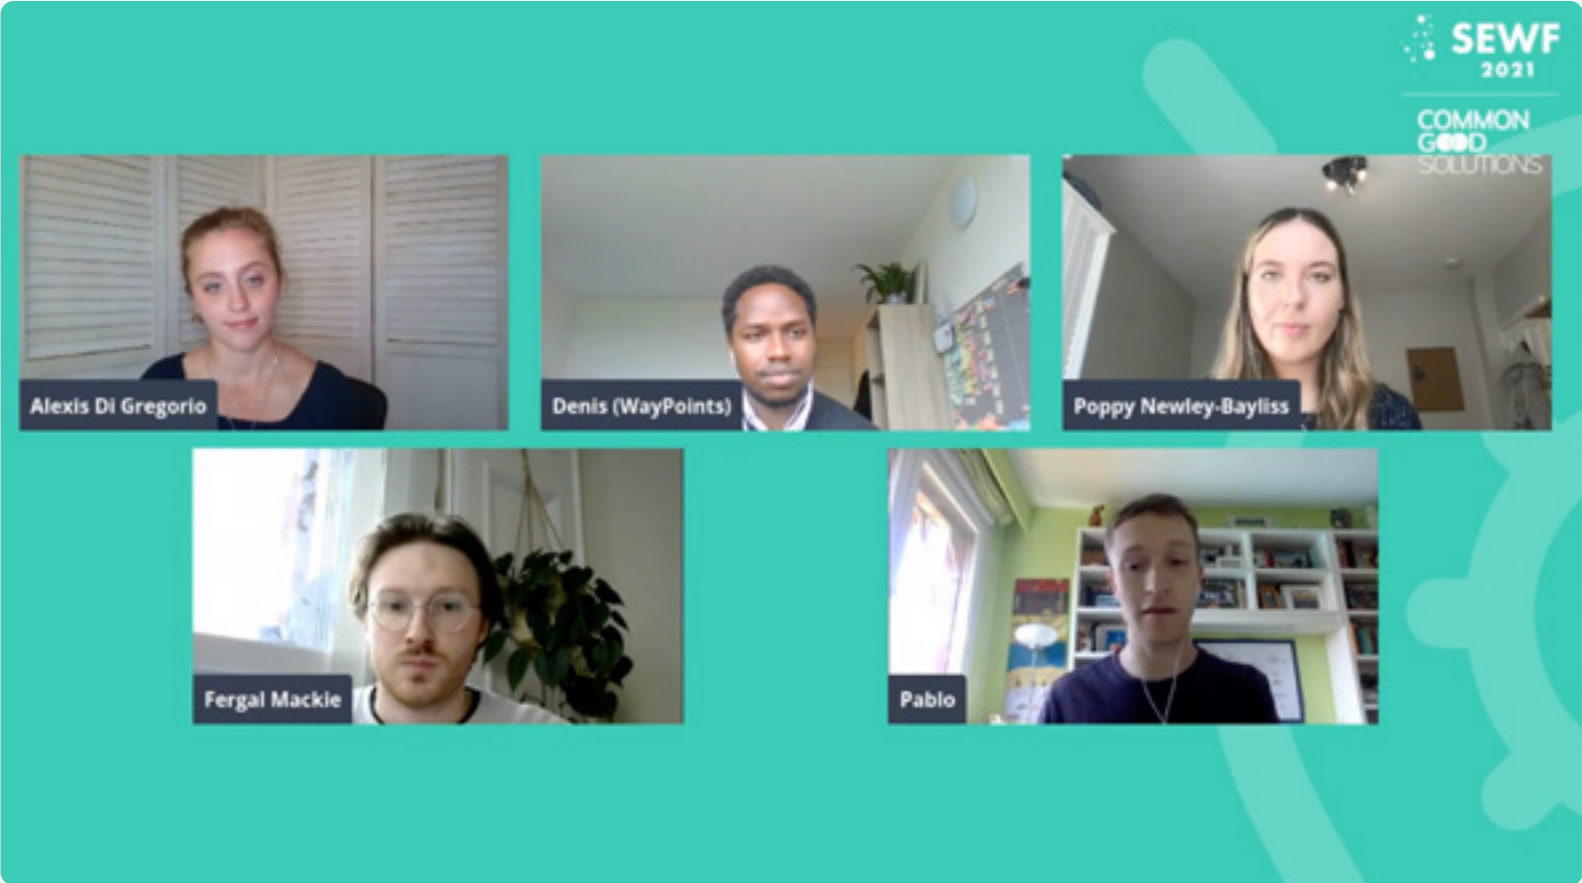 SEWF
2021
COMMON
GOOD
SOLUTIONS
Alexis Di Gregorio
Denis (WayPoints)
Poppy Newley-Bayliss
Fergal Mackie
Pablo